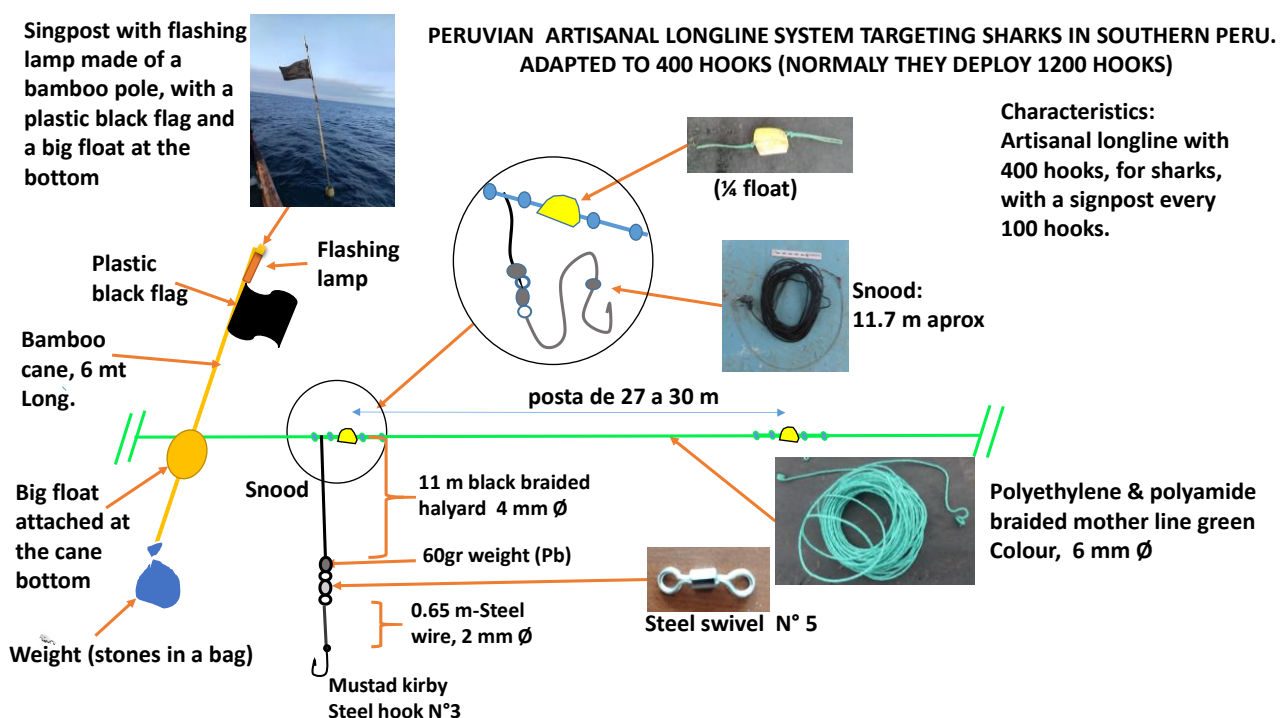 Singpost with flashing
lamp made of a
bamboo pole, with a
plastic black flag and
a big float at the
bottom
PERUVIAN ARTISANAL LONGLINE SYSTEM TARGETING SHARKS IN SOUTHERN PERU.
ADAPTED TO 400 HOOKS (NORMALY THEY DEPLOY 1200 HOOKS)
Characteristics:
Artisanal longline with
400 hooks, for sharks,
with a signpost every
100 hooks.
(¼ float)
Flashing
lamp
Plastic
black flag
Snood:
11.7 m aprox
Bamboo
cane, 6 mt
Long.
posta de 27 a 30 m
Snood
11 m black braided
halyard 4 mm Ø
Big float
attached at
the cane
bottom
Polyethylene & polyamide
braided mother line green
Colour, 6 mm Ø
60gr weight (Pb)
0.65 m-Steel
wire, 2 mm Ø
Steel swivel N° 5
Weight (stones in a bag)
Mustad kirby
Steel hook N°3